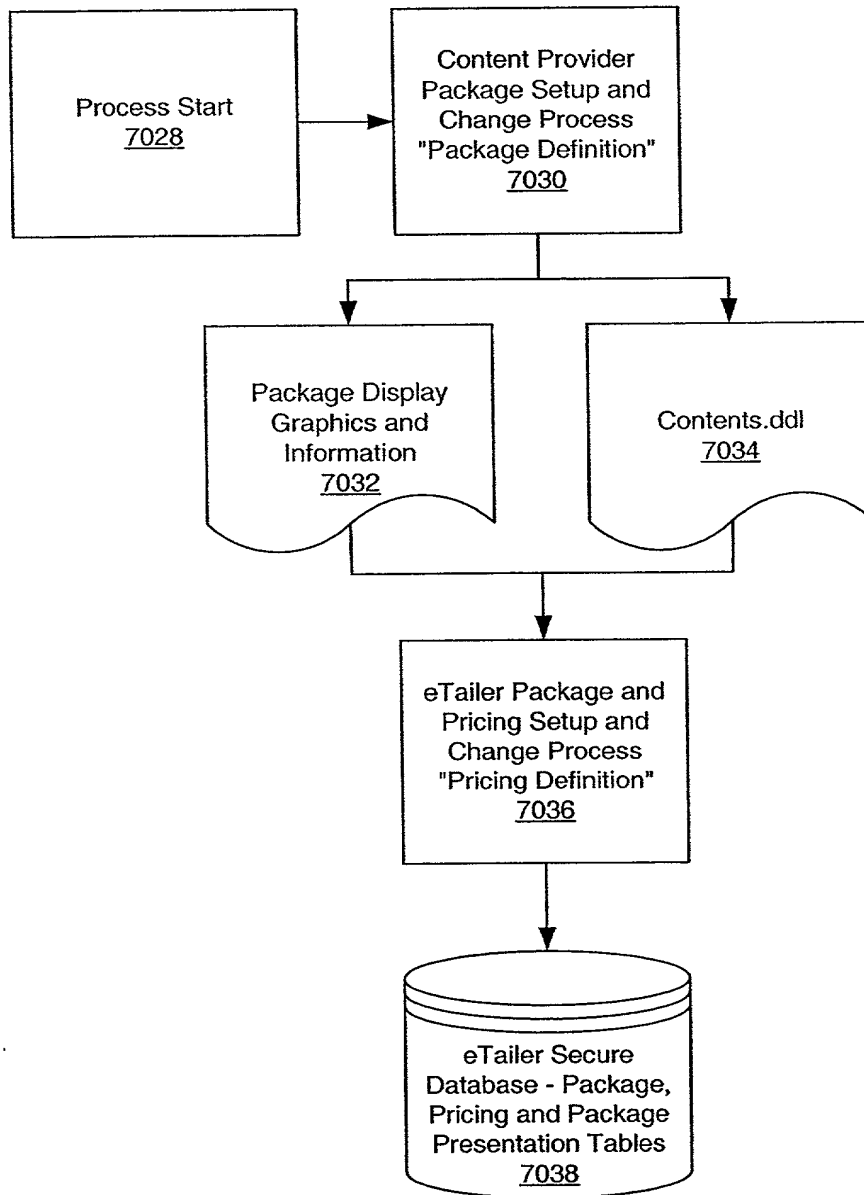 Process Start
7028
Content Provider
Package Setup and
Change Process
"Package Definition"
7030
Package Display
Graphics and
Information
7032
Contents.ddl
7034
eTailer Package and
Pricing Setup and
Change Process
"Pricing Definition"
7036
eTailer Secure
Database - Package,
Pricing and Package
Presentation Tables
7038